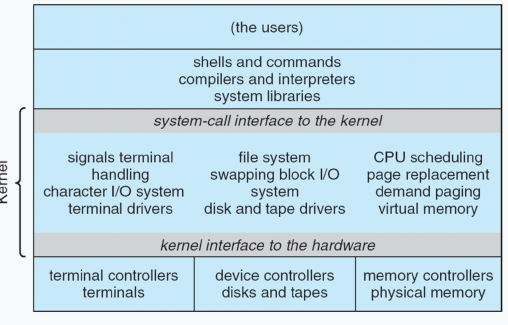 (the users)
shells and commands
compilers and interpreters
system libraries
system-call interface to the kernel
Kernel
signals terminal
handling
character I/O system
terminal drivers
file system
swapping block I/O
system
disk and tape drivers
CPU scheduling
page replacement
demand paging
virtual memory
kernel interface to the hardware
terminal controllers
terminals
device controllers
disks and tapes
memory controllers
physical memory